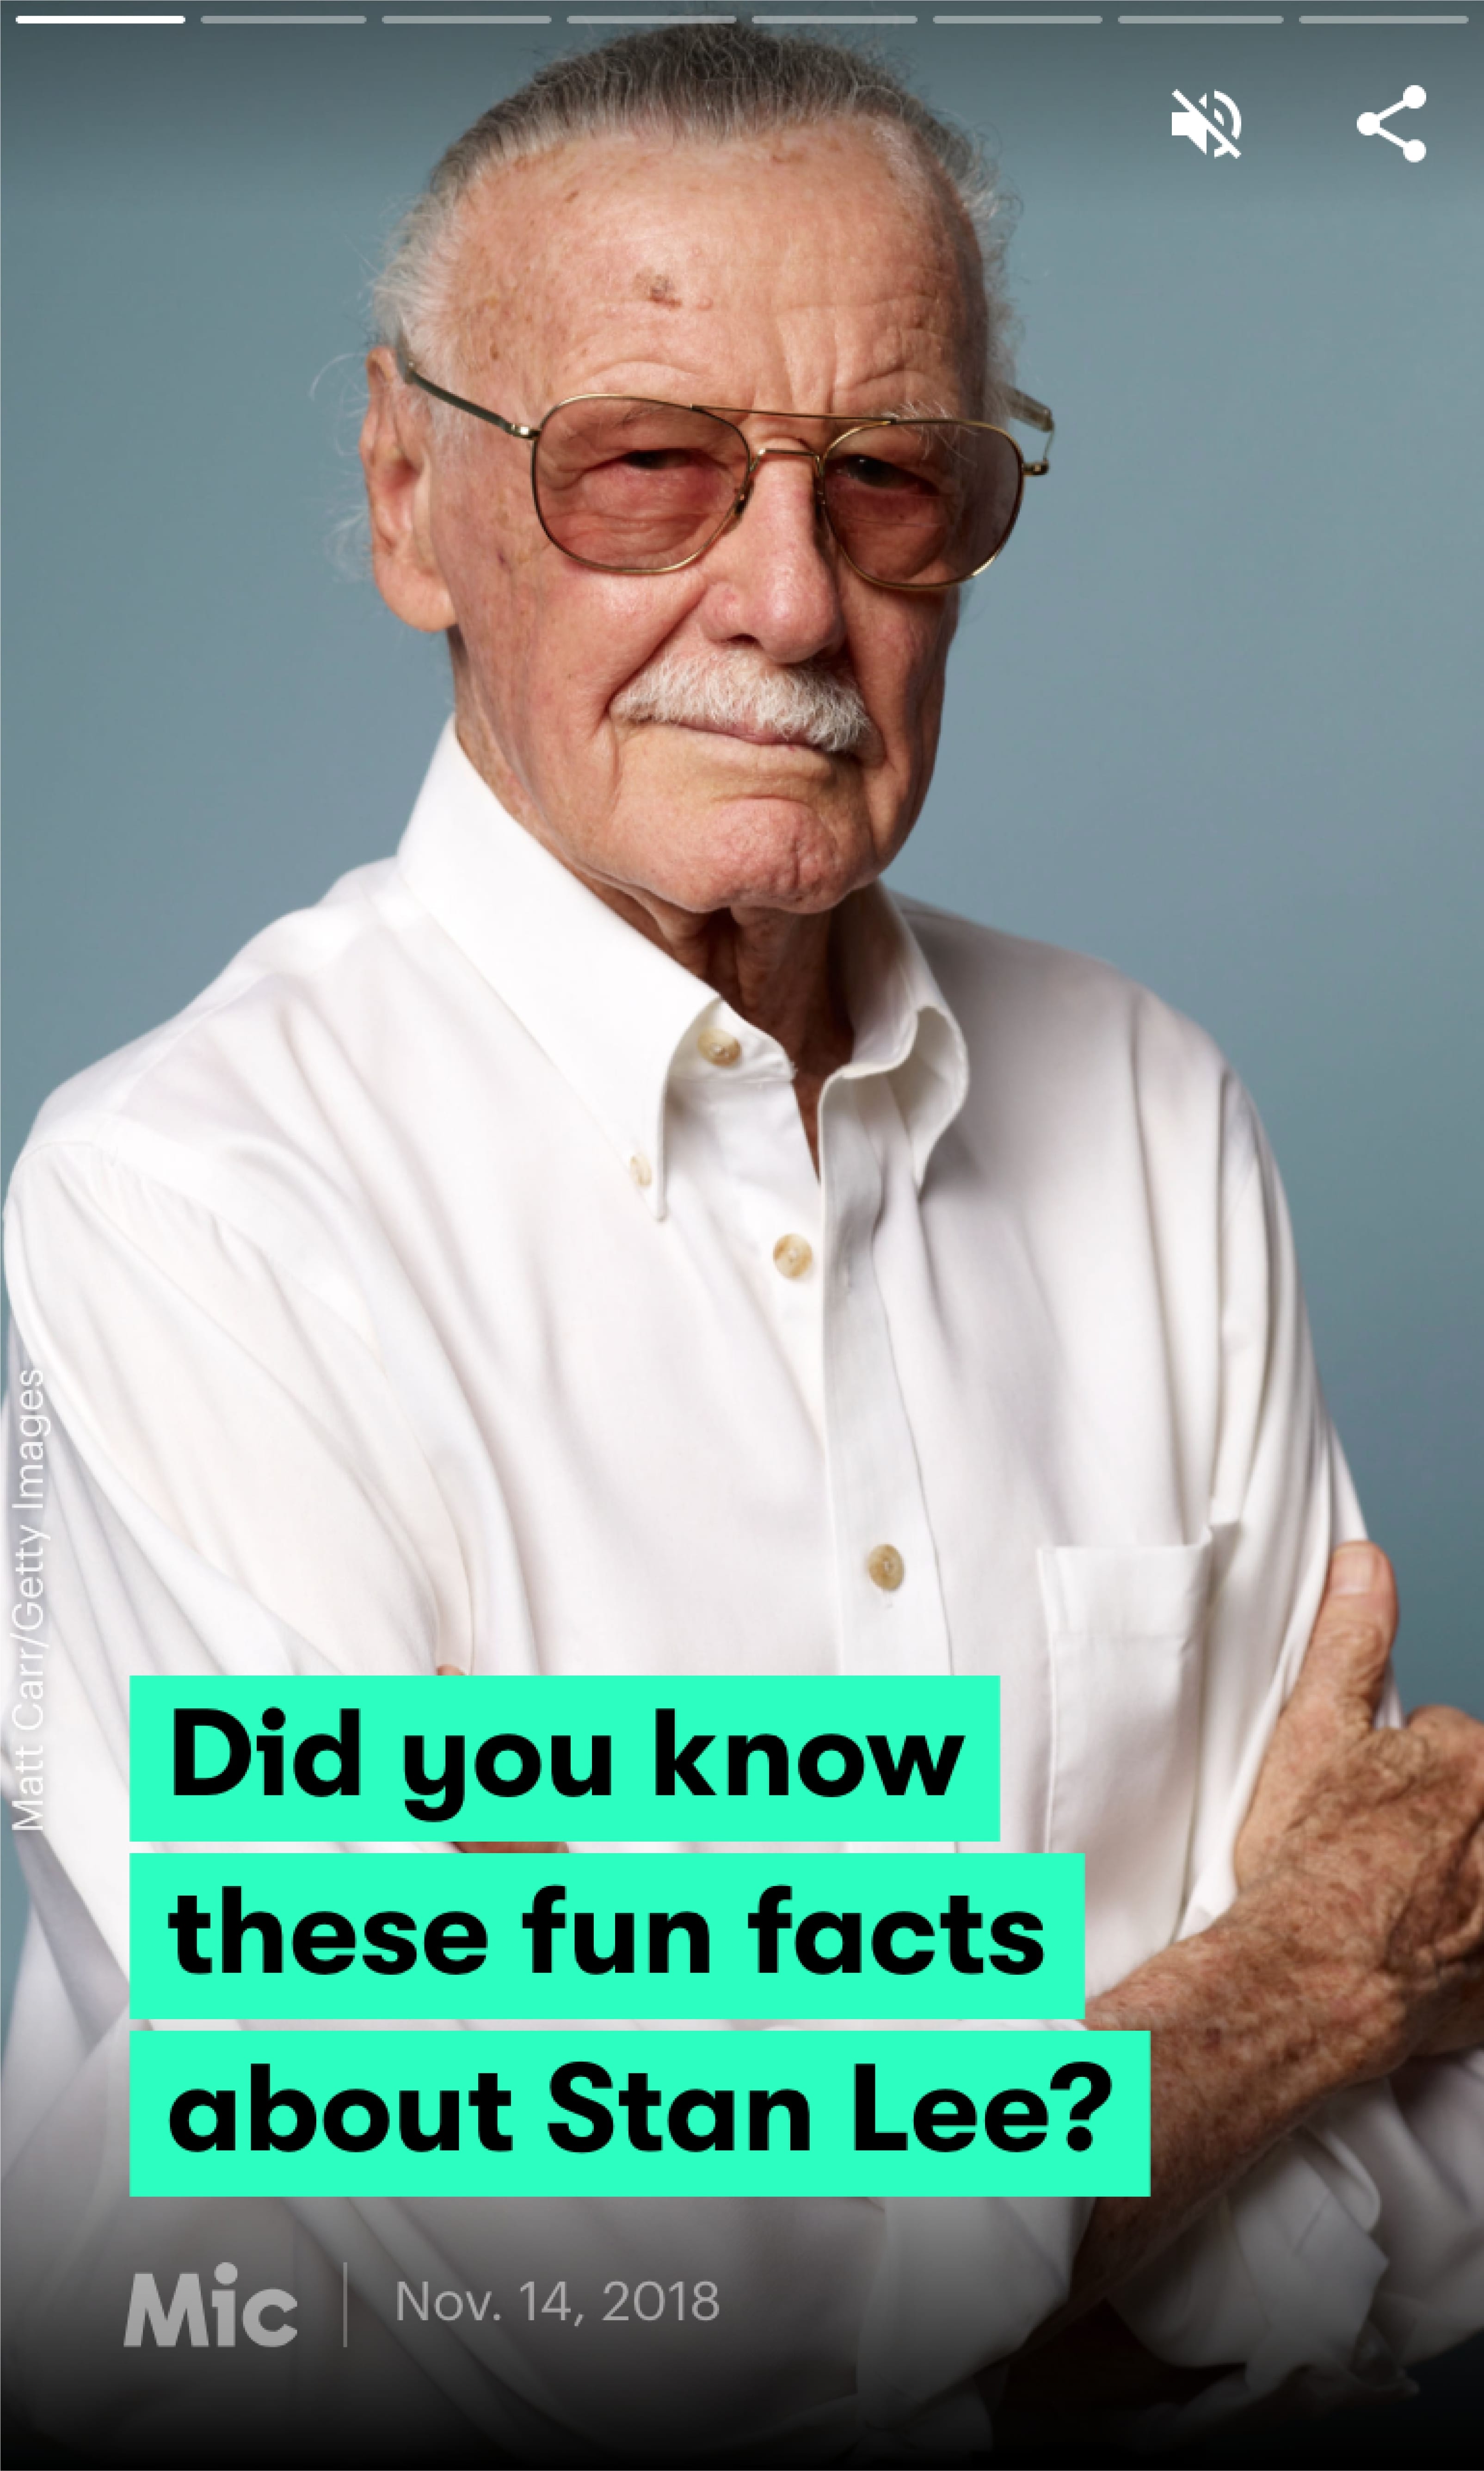 Matt Carr/Getty Images
Did you know
these fun facts
about Stan Lee?
Mic
Nov. 14, 2018